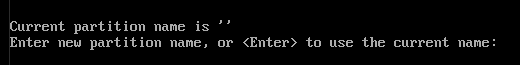 Current partition name is ''
Enter new partition name, or <Enter> to use the current name: